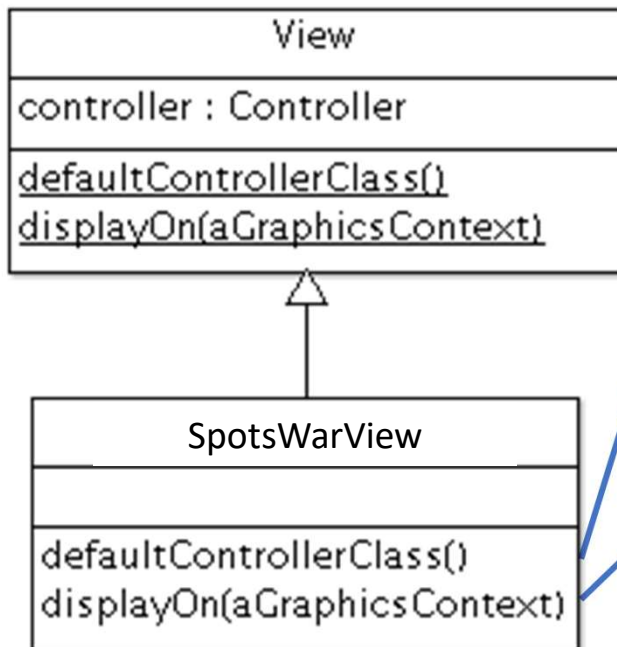 View
controller : Controller
defaultControllerClass()
displayOn(aGraphicsContext)
SpotsWarView
defaultControllerClass()
displayOn(aGraphicsContext)